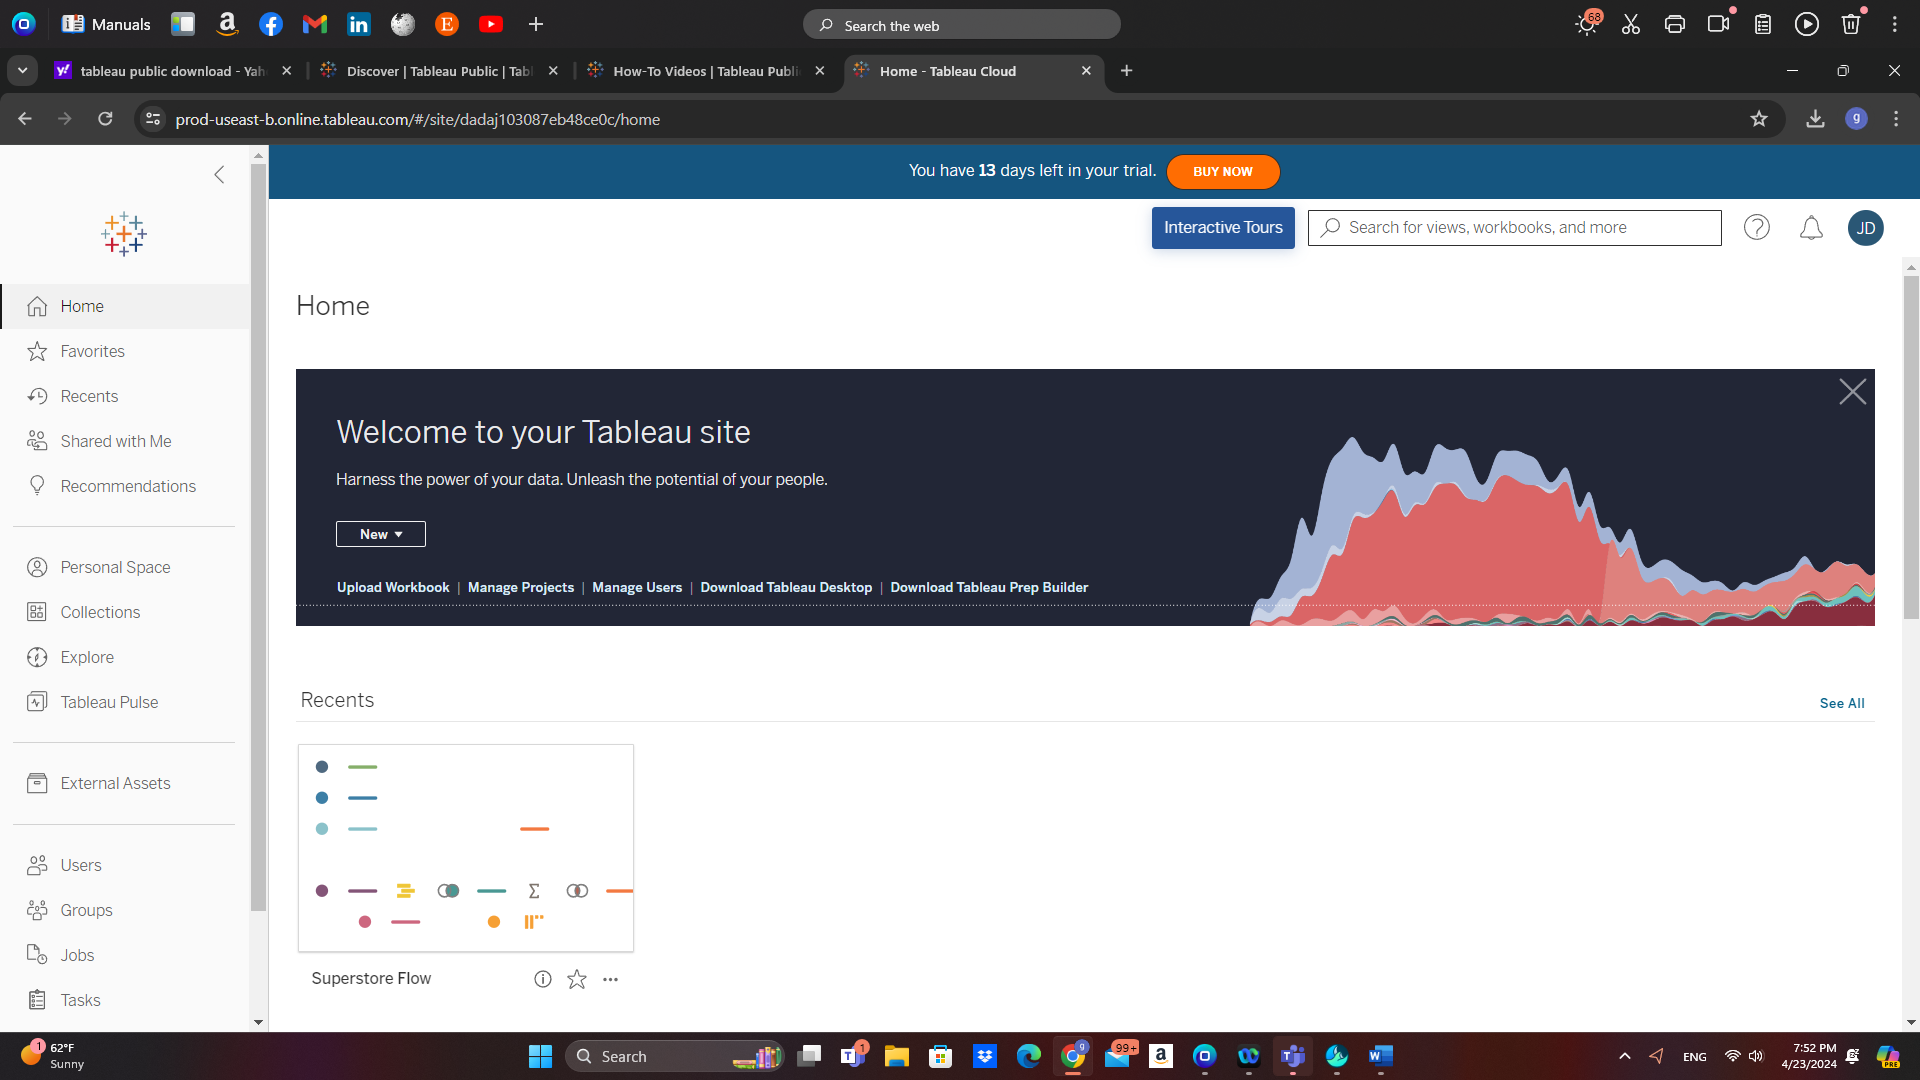 Manuals
Search the web
68
tableau public download - Yah
Discover | Tableau Public | Tabl
How-To Videos | Tableau Publi
Home - Tableau Cloud
prod-useast-b.online.tableau.com/#/site/dadaj103087eb48ce0c/home
g
You have 13 days left in your trial.
BUY NOW
Interactive Tours
Search for views, workbooks, and more
JD
Home
Favorites
Recents
Shared with Me
Recommendations
Personal Space
Collections
Explore
Tableau Pulse
External Assets
Users
Groups
Jobs
Tasks
Home
Welcome to your Tableau site
Harness the power of your data. Unleash the potential of your people.
New
Upload Workbook | Manage Projects | Manage Users | Download Tableau Desktop | Download Tableau Prep Builder
Recents
See All
Superstore Flow
1
62°F
Sunny
Search
1
99+
ENG
7:52 PM
4/23/2024
PRE